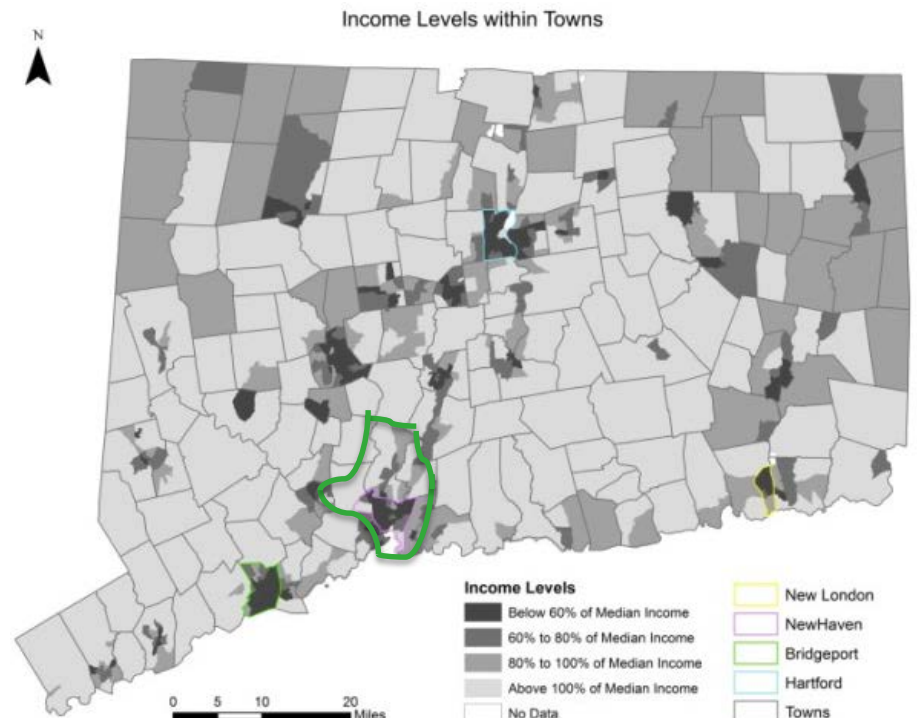 Income Levels within Towns
N
Income Levels
Below 60% of Median Income
60% to 80% of Median Income
80% to 100% of Median Income
Above 100% of Median Income
No Data
New London
NewHaven
Bridgeport
Hartford
Towns
0 5 10 20
Miles